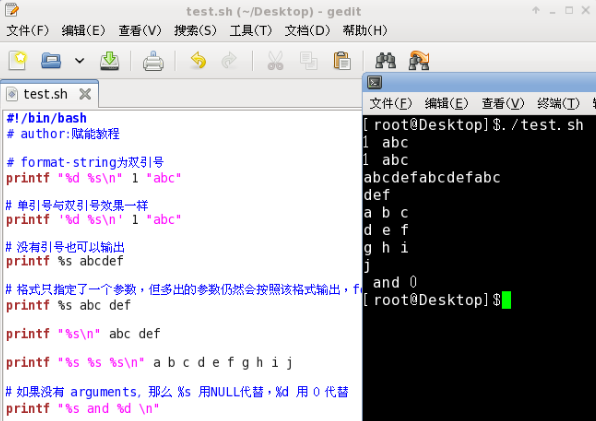 test.sh (~/Desktop) - gedit
文件(F) 编辑(E) 查看(V) 搜索(S) 工具(T) 文档(D) 帮助(H)
test.sh
#!/bin/bash
# author:赋能教程
# format-string为双引号
printf "%d %s\n" 1 "abc"
# 单引号与双引号效果一样
printf '%d %s\n' 1 "abc"
# 没有引号也可以输出
printf %s abcdef
# 格式只指定了一个参数，但多出的参数仍然会按照该格式输出，
printf %s abc def
printf "%s\n" abc def
printf "%s %s %s\n" a b c d e f g h i j
# 如果没有 arguments, 那么 %s 用NULL代替，%d 用 0 代替
printf "%s and %d \n"
文件(F) 编辑(E) 查看(V) 终端(T)
[root@Desktop]$./test.sh
1 abc
1 abc
abcdefabcdefabc
def
a b c
d e f
g h i
j
and 0
[root@Desktop]$